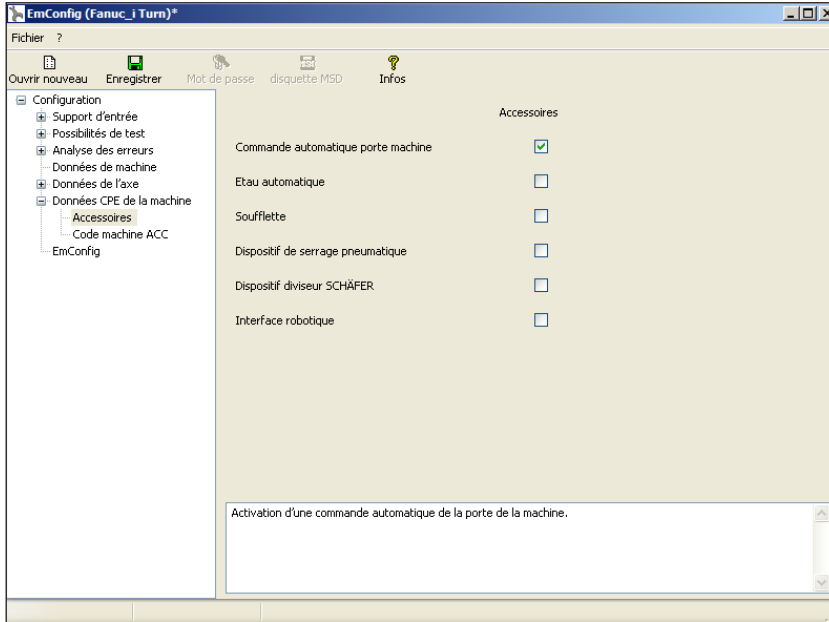 EmConfig (Fanuc_i Turn)*
Fichier ?
Ouvrir nouveau Enregistrer Mot de passe disquette MSD Infos
Configuration
Support d'entrée
Possibilités de test
Analyse des erreurs
Données de machine
Données de l'axe
Données CPE de la machine
Accessoires
Code machine ACC
EmConfig
Accessoires
Commande automatique porte machine
Etau automatique
Soufflette
Dispositif de serrage pneumatique
Dispositif diviseur SCHÄFER
Interface robotique
Activation d'une commande automatique de la porte de la machine.